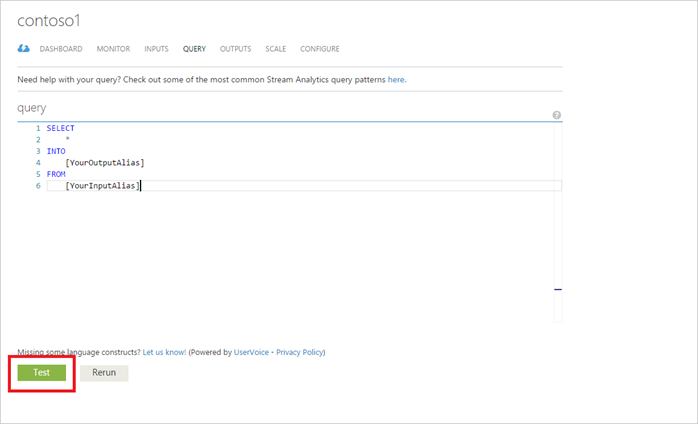 contoso1
DASHBOARD MONITOR INPUTS QUERY OUTPUTS SCALE CONFIGURE
Need help with your query? Check out some of the most common Stream Analytics query patterns here.
query
?
1 SELECT
2 *
3 INTO
4 [YourOutputAlias]
5 FROM
6 [YourInputAlias]
Missing some language constructs? Let us know! (Powered by UserVoice - Privacy Policy)
Test Rerun